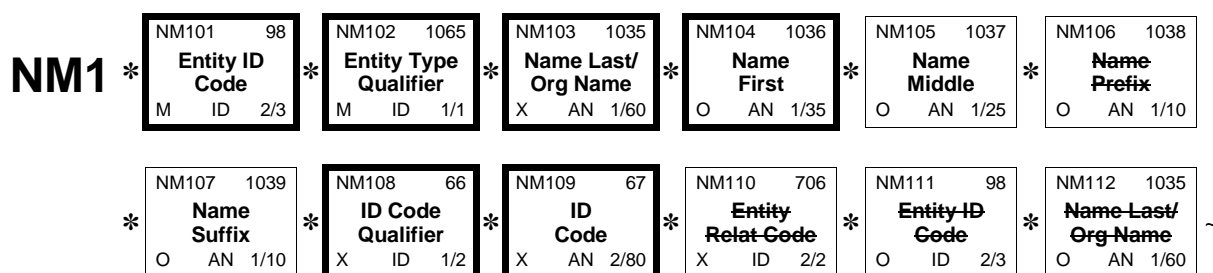 NM101 98 NM102 1065 NM103 1035 NM104 1036 NM105 1037 NM106 1038
Entity ID Entity Type Name Last/ Name Name Name
NM1 * Code * Qualifier * Org Name * First * Middle * Prefix
M ID 2/3 M ID 1/1 X AN 1/60 O AN 1/35 O AN 1/25 O AN 1/10
NM107 1039 NM108 66 NM109 67 NM110 706 NM111 98 NM112 1035
Name ID Code ID Entity Entity ID Name Last/
* Suffix * Qualifier * Code * Relat Code * Code * Org Name ~
O AN 1/10 X ID 1/2 X AN 2/80 X ID 2/2 O ID 2/3 O AN 1/60